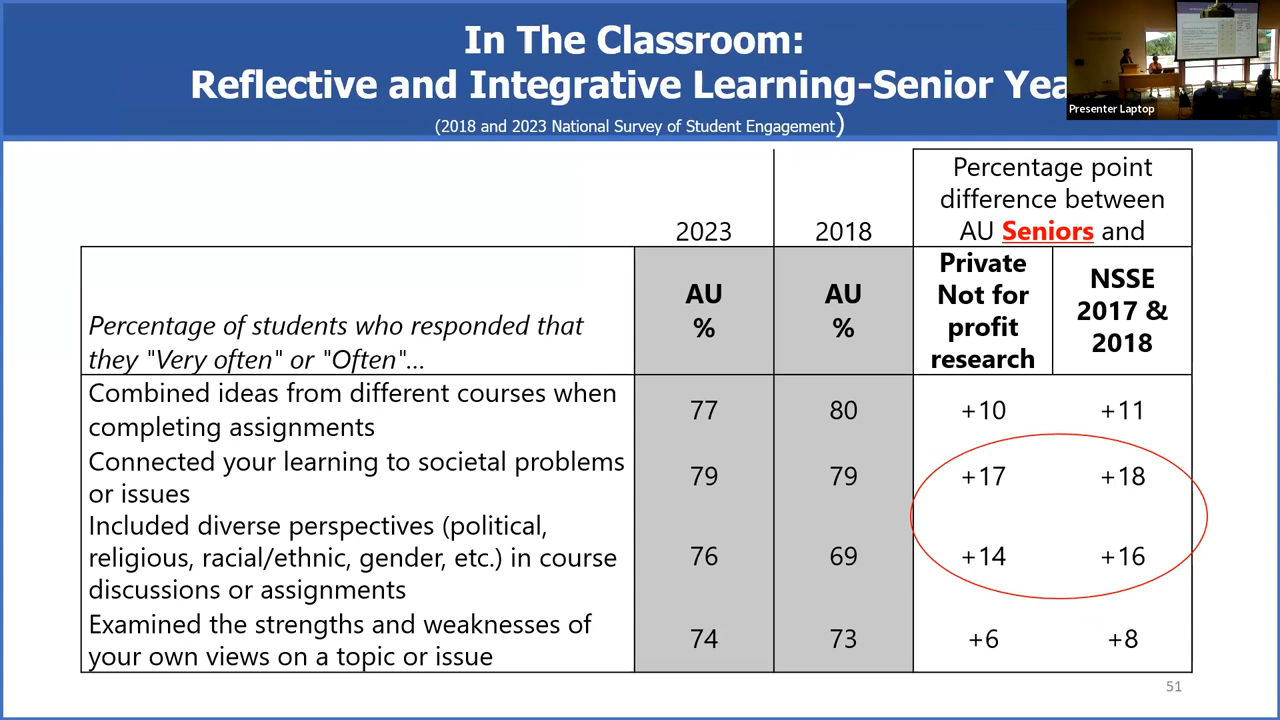 In The Classroom:
Reflective and Integrative Learning-Senior Yea
(2018 and 2023 National Survey of Student Engagement)
Presenter Laptop
2023
2018
Percentage point
difference between
AU Seniors and
Percentage of students who responded that
they "Very often" or "Often"...
AU
%
AU
%
Private
Not for
profit
research
NSSE
2017 &
2018
Combined ideas from different courses when
completing assignments
77
80
+10
+11
Connected your learning to societal problems
or issues
79
79
+17
+18
Included diverse perspectives (political,
religious, racial/ethnic, gender, etc.) in course
discussions or assignments
76
69
+14
+16
Examined the strengths and weaknesses of
your own views on a topic or issue
74
73
+6
+8
51